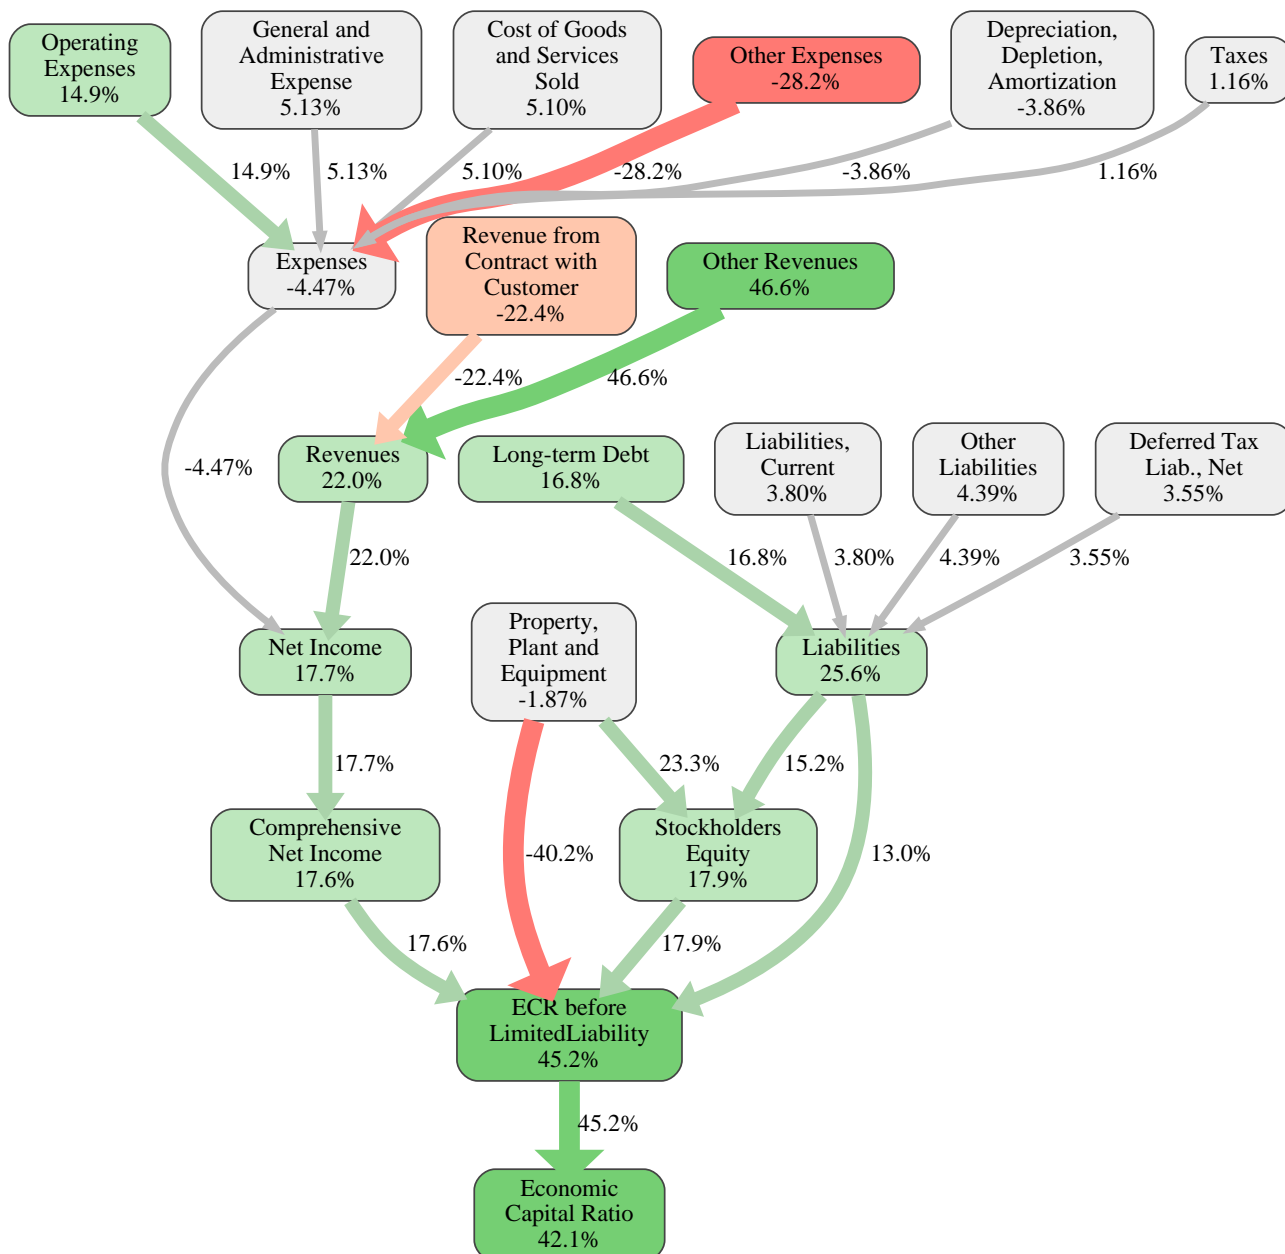 Operating
Expenses
14.9%
General and
Administrative
Expense
5.13%
Cost of Goods
and Services
Sold
5.10%
Other Expenses
-28.2%
Depreciation,
Depletion,
Amortization
-3.86%
Taxes
1.16%
14.9%
5.13%
5.10%
-28.2%
-3.86%
1.16%
Expenses
-4.47%
Revenue from
Contract with
Customer
-22.4%
Other Revenues
46.6%
-22.4%
46.6%
-4.47%
Revenues
22.0%
Long-term Debt
16.8%
Liabilities,
Current
3.80%
Other
Liabilities
4.39%
Deferred Tax
Liab., Net
3.55%
22.0%
16.8%
3.80%
4.39%
3.55%
Net Income
17.7%
Property,
Plant and
Equipment
-1.87%
Liabilities
25.6%
17.7%
23.3%
15.2%
Comprehensive
Net Income
17.6%
-40.2%
Stockholders
Equity
17.9%
13.0%
17.6%
17.9%
ECR before
LimitedLiability
45.2%
45.2%
Economic
Capital Ratio
42.1%